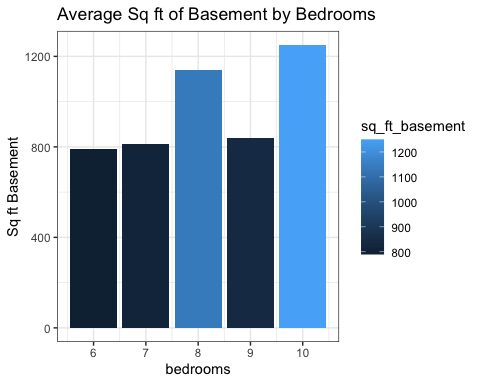 Average Sq ft of Basement by Bedrooms
Sq ft Basement
1200
800
400
0
6 7 8 9 10
bedrooms
sq_ft_basement
1200
1100
1000
900
800